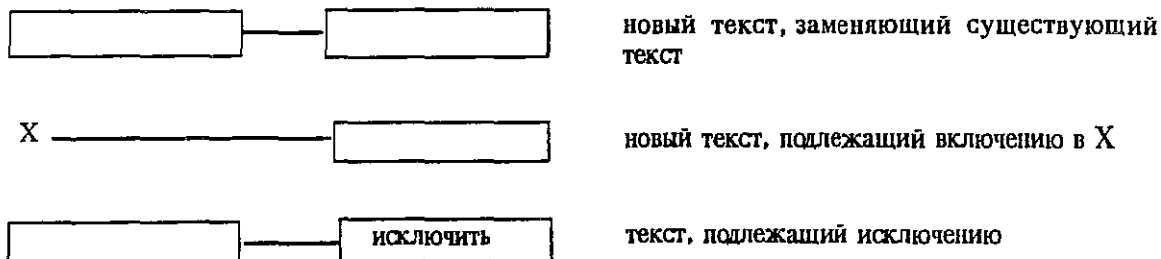 новый текст, заменяющий существующий
текст
X
новый текст, подлежащий включению в X
исключить
текст, подлежащий исключению